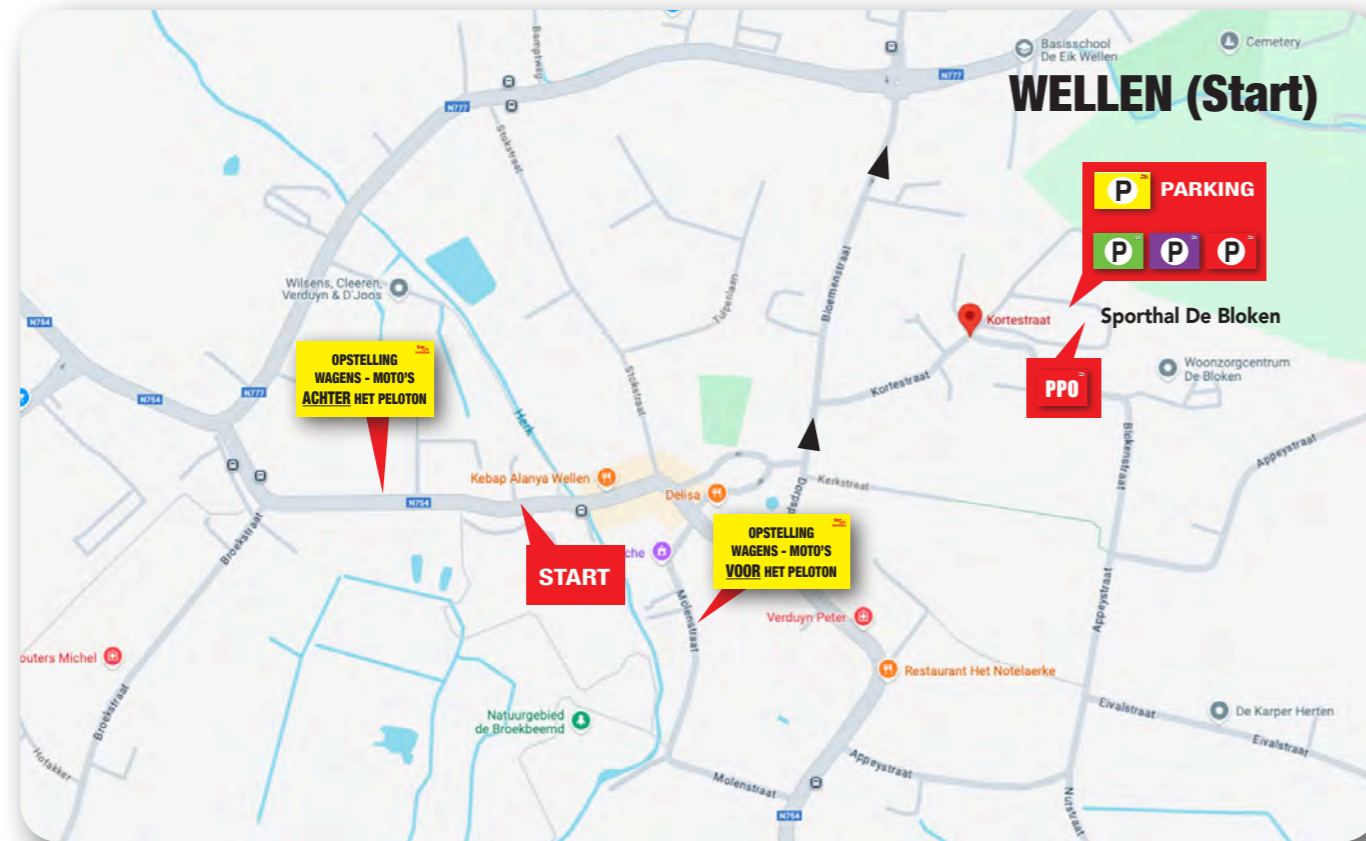 WELLEN (Start)
Basisschool
De Eik Wellen
Cemetery
N777
N777
Bamptweg
Stokstraat
P PARKING
P P P
Wilsens, Cleeren,
Verduyn & D'Joos
Bloemenstraat
Tulpenlaan
Kortestraat
Sporthal De Bloken
N754
OPSTELLING
WAGENS - MOTO'S
ACHTER HET PELOTON
N777
Stokstraat
Kortestraat
PPO
Woonzorgcentrum
De Bloken
Herk
Blokenstraat
Appeystraat
Kebap Alanya Wellen
Delisa
Kerkstraat
N754
Broekstraat
START
che
OPSTELLING
WAGENS - MOTO'S
VOOR HET PELOTON
Molenstraat
Verduyn Peter
Appeystraat
outers Michel
Restaurant Het Notelaerke
Broekstraat
Natuurgebied
de Broekbeemd
Eivalstraat
De Karper Herten
Eivalstraat
Hofakker
Molenstraat
Appeystraat
Nutstraat
N754